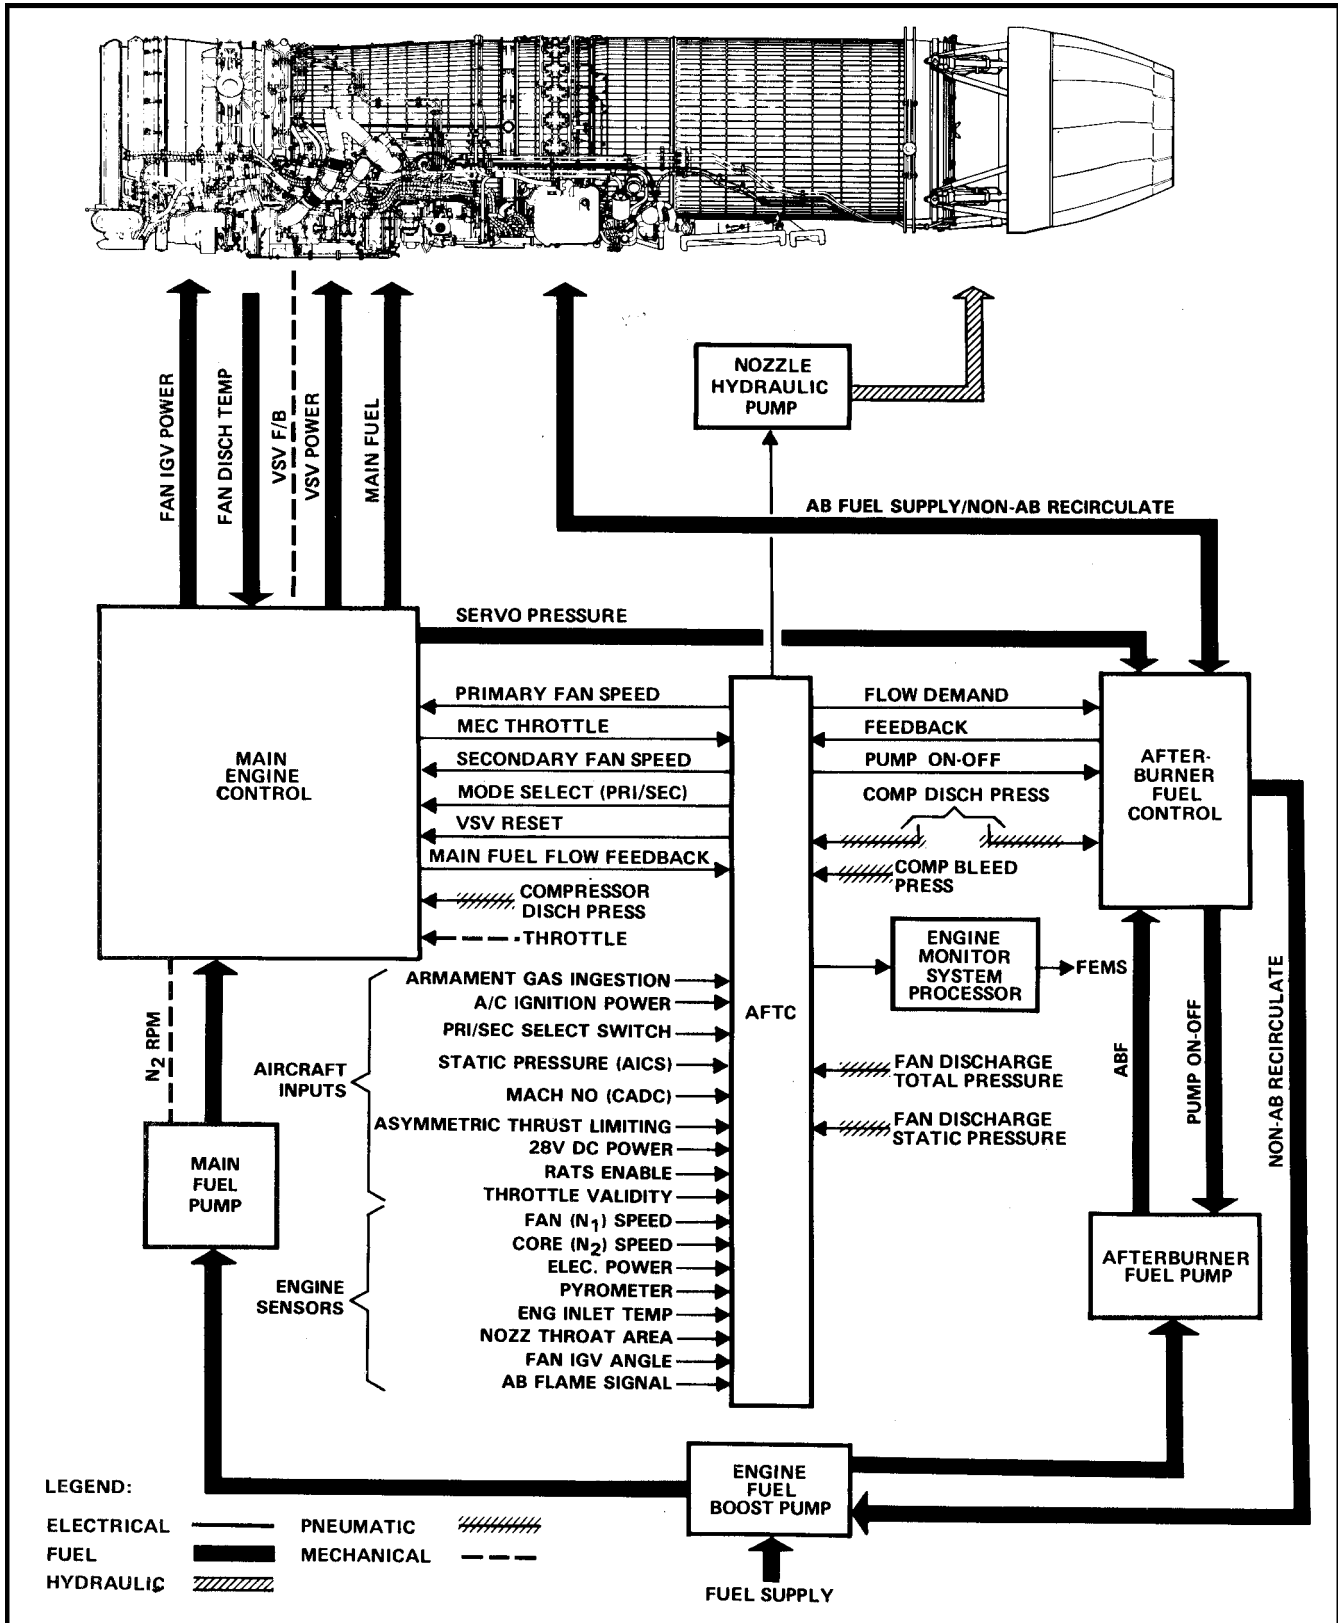 NOZZLE
HYDRAULIC
PUMP
FAN IGV POWER
FAN DISCH TEMP
VSV F/B
VSV POWER
MAIN FUEL
AB FUEL SUPPLY/NON-AB RECIRCULATE
SERVO PRESSURE
MAIN
ENGINE
CONTROL
PRIMARY FAN SPEED
MEC THROTTLE
SECONDARY FAN SPEED
MODE SELECT (PRI/SEC)
VSV RESET
MAIN FUEL FLOW FEEDBACK
COMPRESSOR
DISCH PRESS
THROTTLE
AFTC
FLOW DEMAND
FEEDBACK
PUMP ON-OFF
COMP DISCH PRESS
COMP BLEED
PRESS
AFTER-
BURNER
FUEL
CONTROL
ENGINE
MONITOR
SYSTEM
PROCESSOR
FEMS
FAN DISCHARGE
TOTAL PRESSURE
FAN DISCHARGE
STATIC PRESSURE
ABF
PUMP ON-OFF
NON-AB RECIRCULATE
N2 RPM
MAIN
FUEL
PUMP
AIRCRAFT
INPUTS
ARMAMENT GAS INGESTION
A/C IGNITION POWER
PRI/SEC SELECT SWITCH
STATIC PRESSURE (AICS)
MACH NO (CADC)
ASYMMETRIC THRUST LIMITING
28V DC POWER
RATS ENABLE
THROTTLE VALIDITY
ENGINE
SENSORS
FAN (N1) SPEED
CORE (N2) SPEED
ELEC. POWER
PYROMETER
ENG INLET TEMP
NOZZ THROAT AREA
FAN IGV ANGLE
AB FLAME SIGNAL
AFTERBURNER
FUEL PUMP
ENGINE
FUEL
BOOST PUMP
FUEL SUPPLY
LEGEND:
ELECTRICAL
PNEUMATIC
FUEL
MECHANICAL
HYDRAULIC